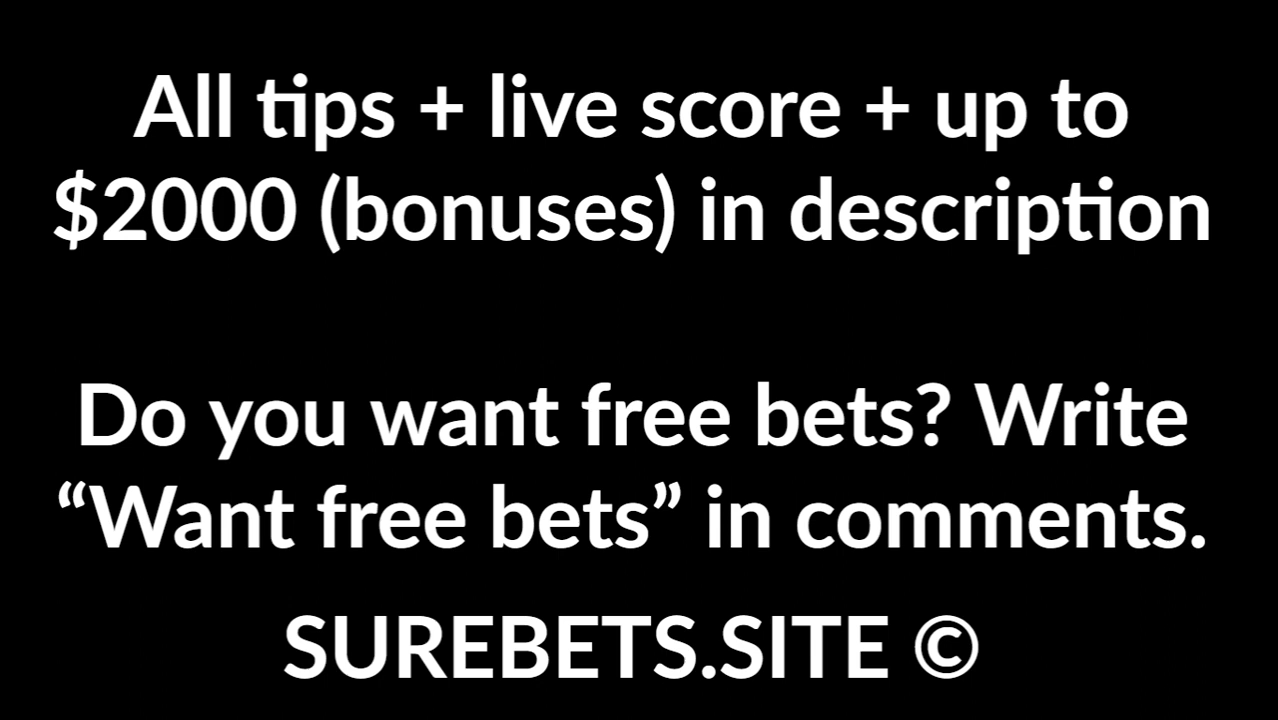 All tips + live score + up to
$2000 (bonuses) in description
Do you want free bets? Write
“Want free bets” in comments.
SUREBETS.SITE ©